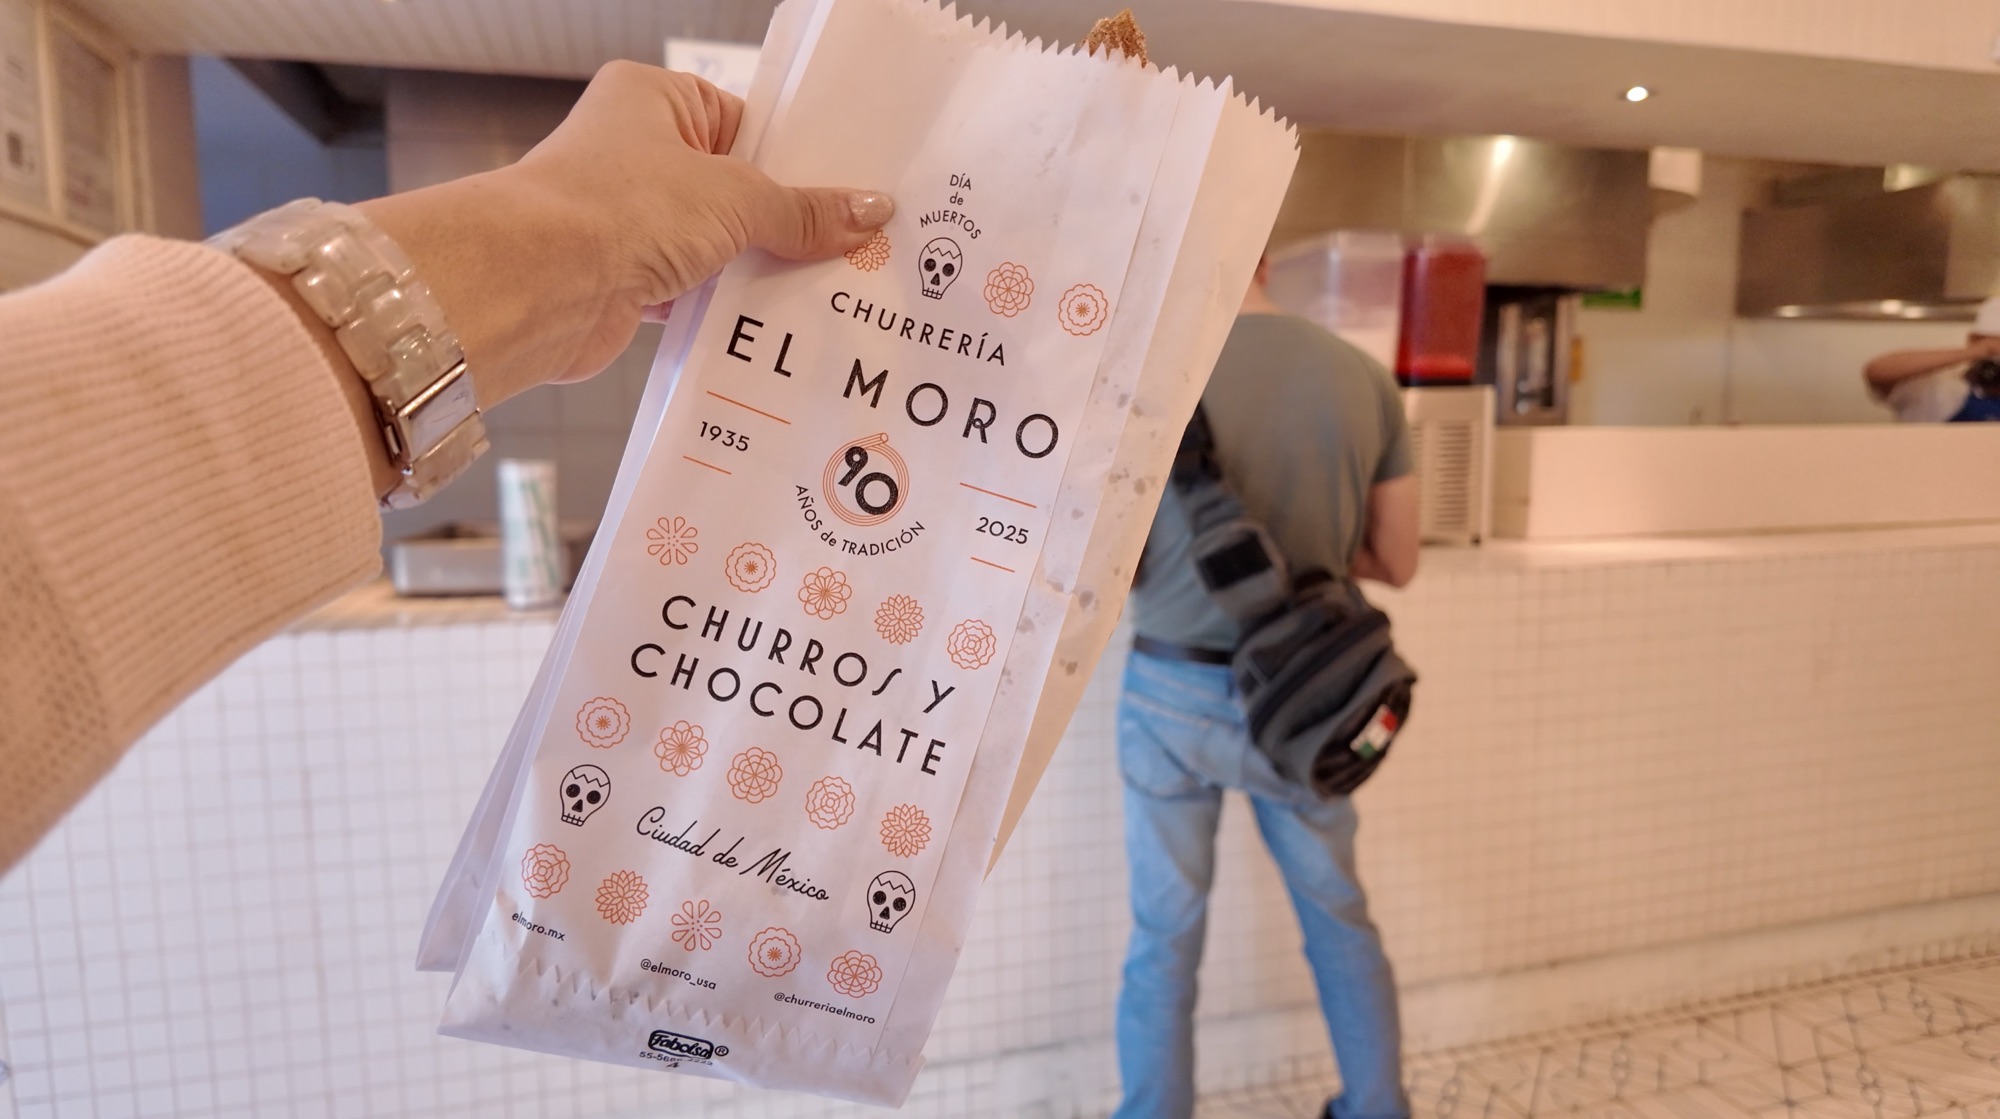 DÍA
de
MUERTOS
CHURRERÍA
EL MORO
1935
90
2025
AÑOS de TRADICIÓN
CHURROS Y
CHOCOLATE
Ciudad de México
elmoro.mx
@elmoro_usa
@churreriaelmoro
Fabolsa®